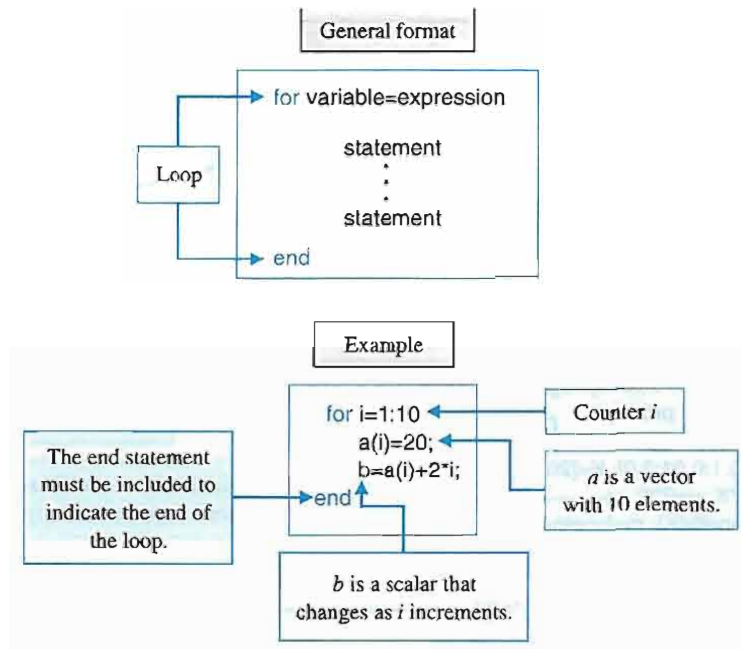 General format
for variable=expression
statement
.
.
.
statement
end
Loop
Example
for i=1:10
a(i)=20;
b=a(i)+2*i;
end
Counter i
a is a vector
with 10 elements.
The end statement
must be included to
indicate the end of
the loop.
b is a scalar that
changes as i increments.